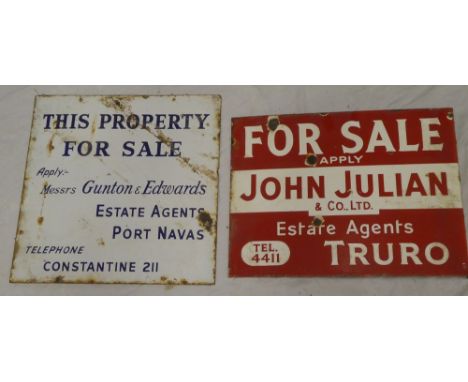 THIS PROPERTY
FOR SALE
Apply:-
Messrs Gunton & Edwards
ESTATE AGENTS
PORT NAVAS
TELEPHONE
CONSTANTINE 211
FOR SALE
APPLY
JOHN JULIAN
& CO., LTD.
Estate Agents
TEL.
4411
TRURO